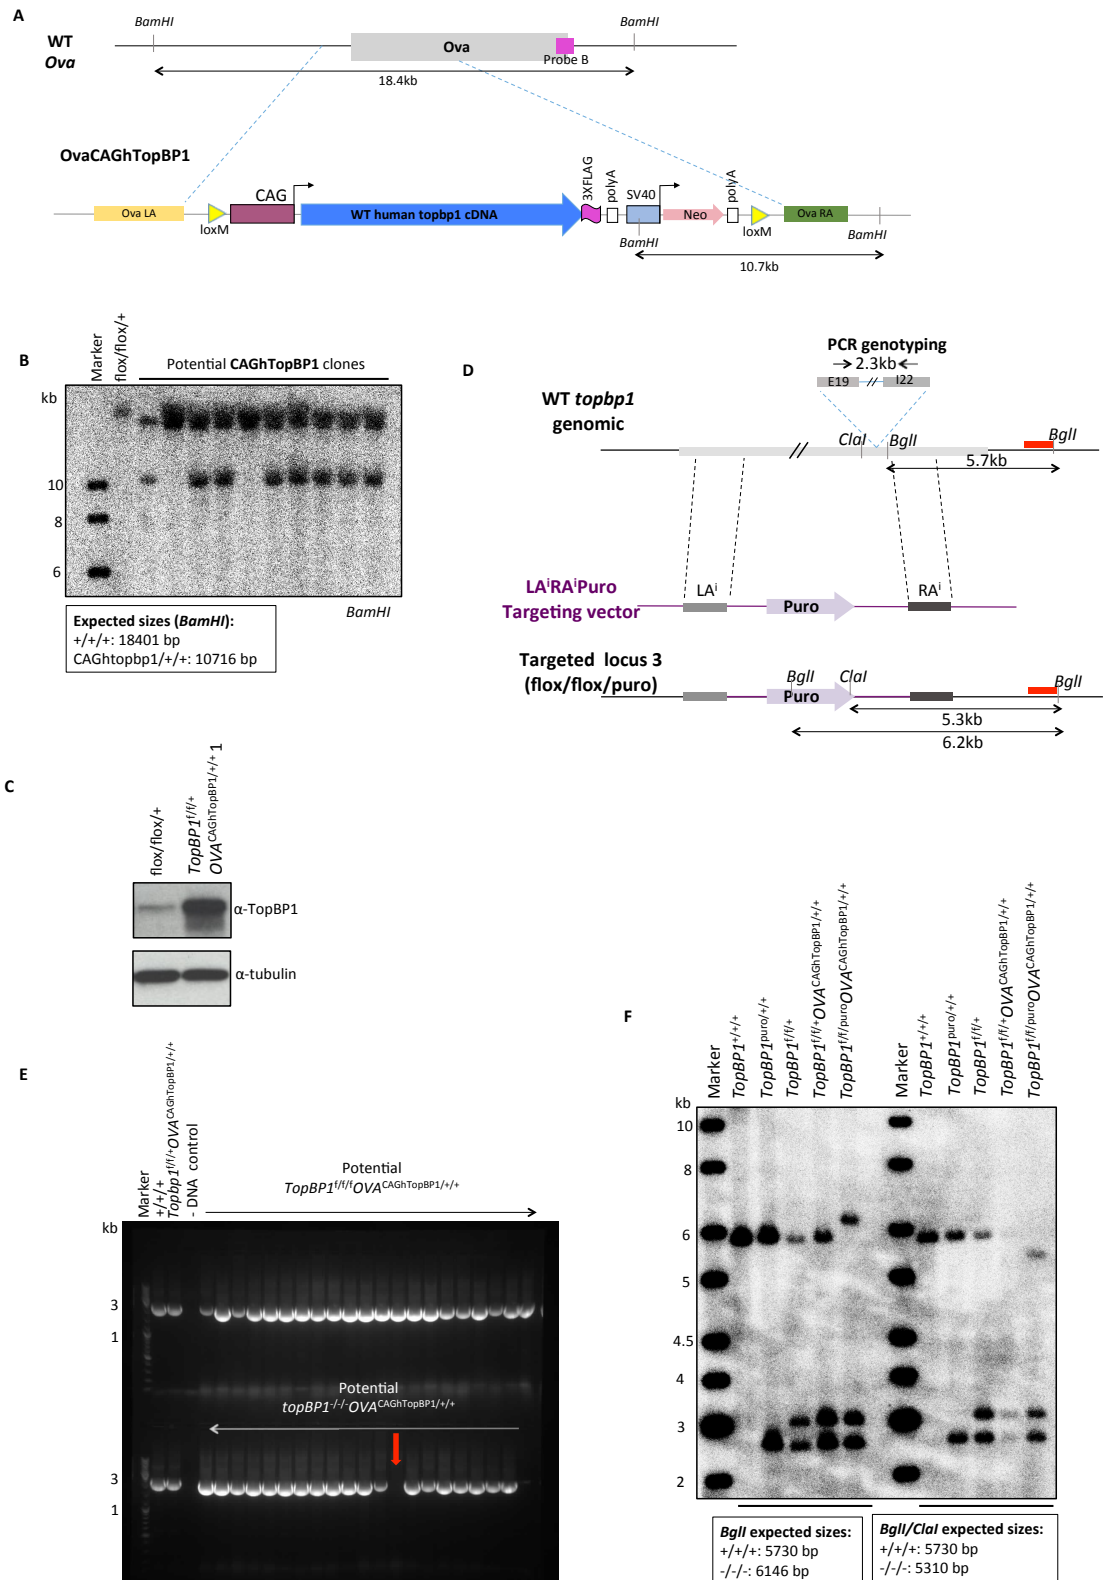 A
BamHI
BamHI
WT
Ova
Ova
Probe B
18.4kb
OvaCAGhTopBP1
Ova LA
loxM
CAG
WT human topbp1 cDNA
3XFLAG
polyA
SV40
BamHI
Neo
polyA
loxM
Ova RA
BamHI
10.7kb
B
Marker
flox/flox/+
Potential CAGhTopBP1 clones
kb
10
8
6
BamHI
Expected sizes (BamHI):
+/+/+: 18401 bp
CAGhtopbp1/+/+: 10716 bp
D
PCR genotyping
2.3kb
E19
I22
WT topbp1
genomic
ClaI
BglI
BglI
5.7kb
LAⁱRAⁱPuro
Targeting vector
LAⁱ
Puro
RAⁱ
Targeted locus 3
(flox/flox/puro)
BglI
ClaI
BglI
Puro
5.3kb
6.2kb
C
flox/flox/+
TopBP1f/f/+
OVACAGhTopBP1/+/+ 1
α-TopBP1
α-tubulin
E
Marker
+/+/+
Topbp1f/f/+OVACAGhTopBP1/+/+
- DNA control
Potential
TopBP1f/f/fOVACAGhTopBP1/+/+
kb
3
1
Potential
topBP1-/-/-OVACAGhTopBP1/+/+
3
1
F
Marker
TopBP1+/+/+
TopBP1puro/+/+
TopBP1f/f/+
TopBP1f/f/+OVACAGhTopBP1/+/+
TopBP1f/f/puroOVACAGhTopBP1/+/+
Marker
TopBP1+/+/+
TopBP1puro/+/+
TopBP1f/f/+
TopBP1f/f/+OVACAGhTopBP1/+/+
TopBP1f/f/puroOVACAGhTopBP1/+/+
kb
10
8
6
5
4.5
4
3
2
BglI expected sizes:
+/+/+: 5730 bp
-/-/-: 6146 bp
BglI/ClaI expected sizes:
+/+/+: 5730 bp
-/-/-: 5310 bp